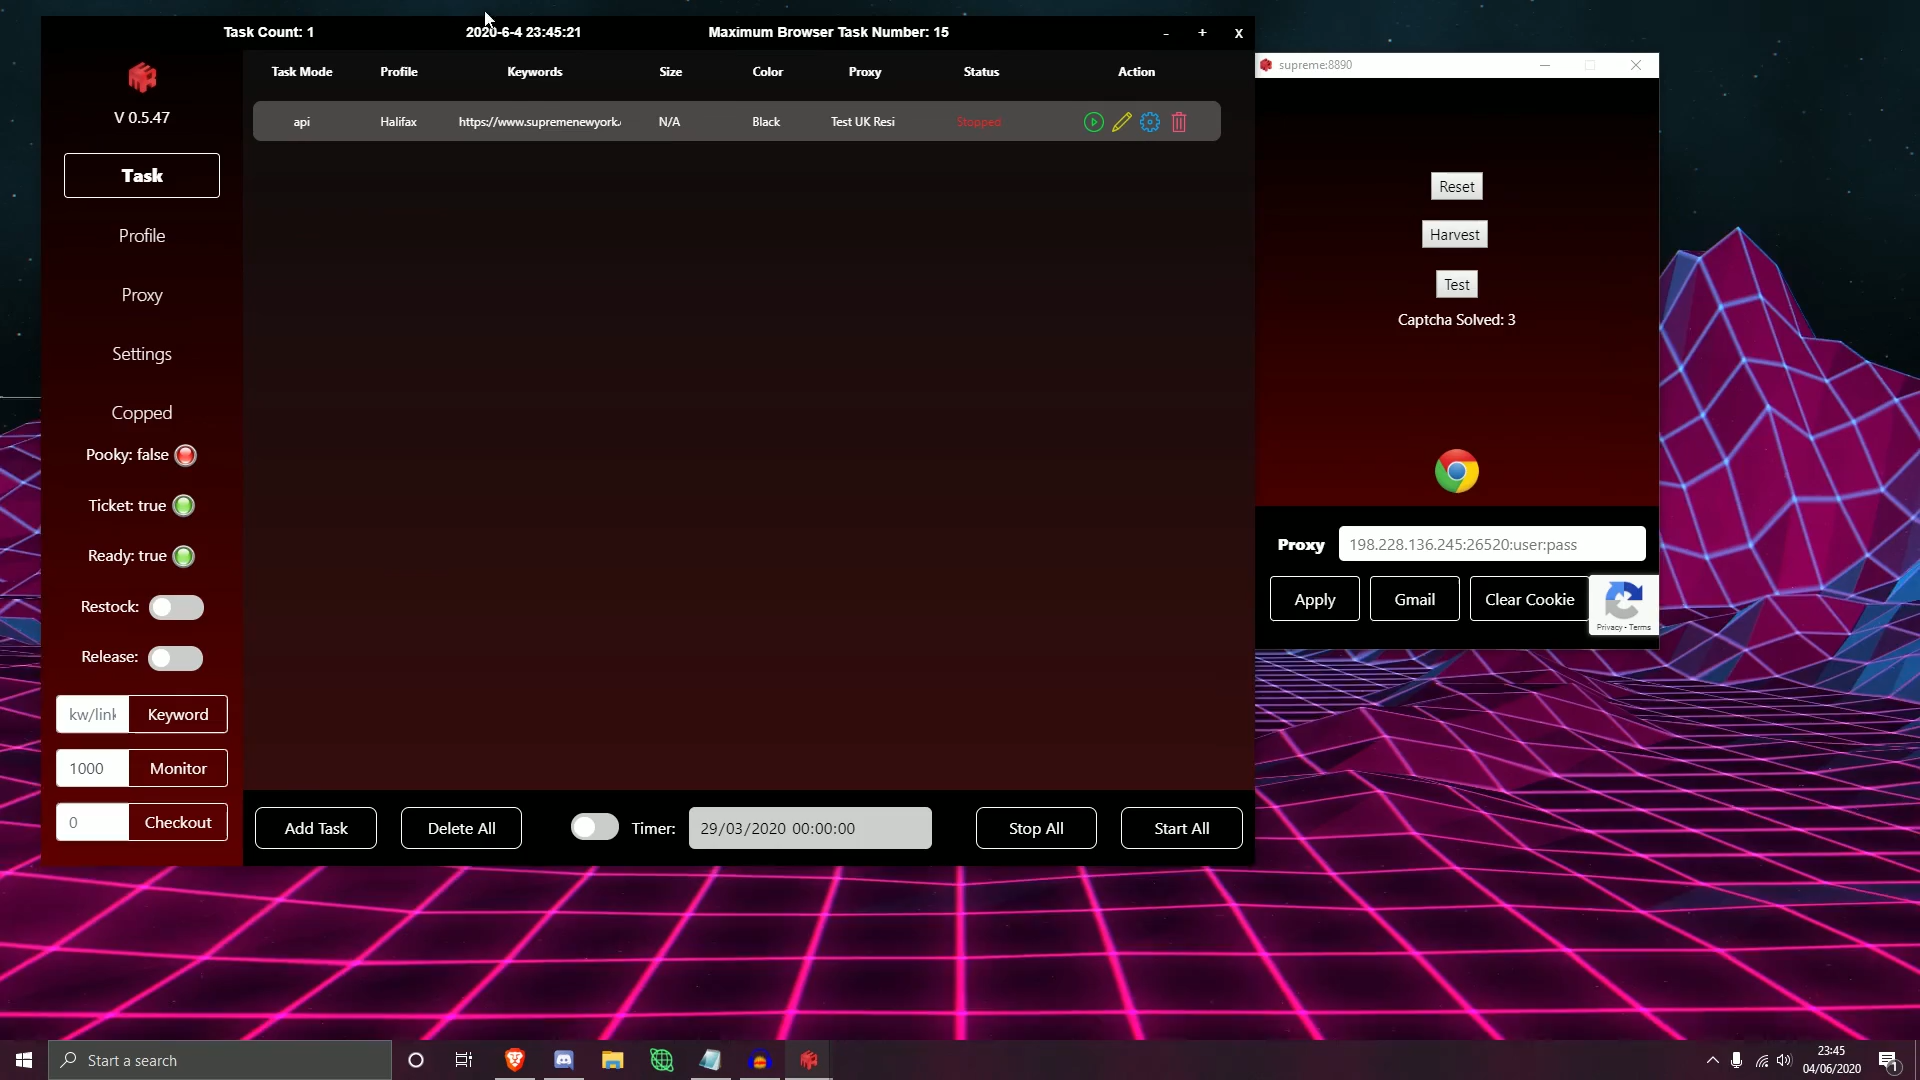 Task Count: 1
2020-6-4 23:45:21
Maximum Browser Task Number: 15
-
+
x
V 0.5.47
Task
Profile
Proxy
Settings
Copped
Pooky: false
Ticket: true
Ready: true
Restock:
Release:
kw/link
Keyword
1000
Monitor
0
Checkout
Task Mode
Profile
Keywords
Size
Color
Proxy
Status
Action
api
Halifax
https://www.supremenewyork.
N/A
Black
Test UK Resi
Stopped
Add Task
Delete All
Timer:
29/03/2020 00:00:00
Stop All
Start All
supreme:8890
Reset
Harvest
Test
Captcha Solved: 3
Proxy
198.228.136.245:26520:user:pass
Apply
Gmail
Clear Cookie
Privacy - Terms
Start a search
23:45
04/06/2020
1